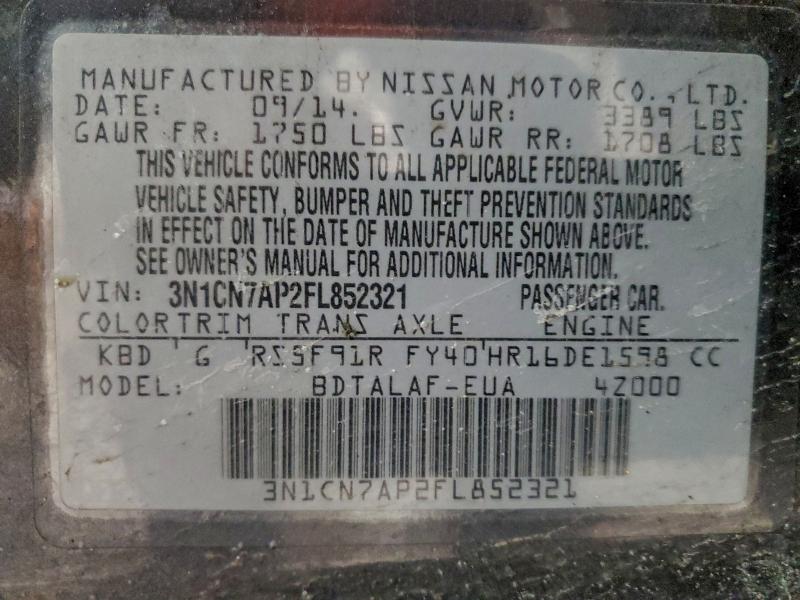 MANUFACTURED BY NISSAN MOTOR CO., LTD.
DATE: 09/14. GVWR: 3389 LBS
GAWR FR: 1750 LBS GAWR RR: 1708 LBS
THIS VEHICLE CONFORMS TO ALL APPLICABLE FEDERAL MOTOR
VEHICLE SAFETY, BUMPER AND THEFT PREVENTION STANDARDS
IN EFFECT ON THE DATE OF MANUFACTURE SHOWN ABOVE.
SEE OWNER'S MANUAL FOR ADDITIONAL INFORMATION.
VIN: 3N1CN7AP2FL852321 PASSENGER CAR.
COLORTRIM TRANS AXLE ENGINE
KBD G RS5F91R FY40 HR16DE1598 CC
MODEL: BDTALAF-EUA 4Z000
3N1CN7AP2FL852321